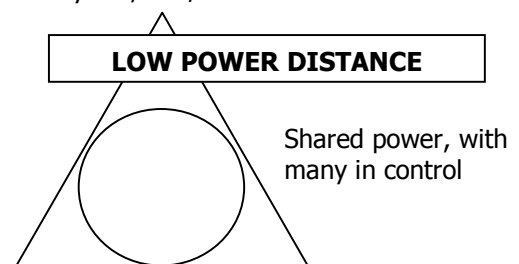 LOW POWER DISTANCE
Shared power, with
many in control